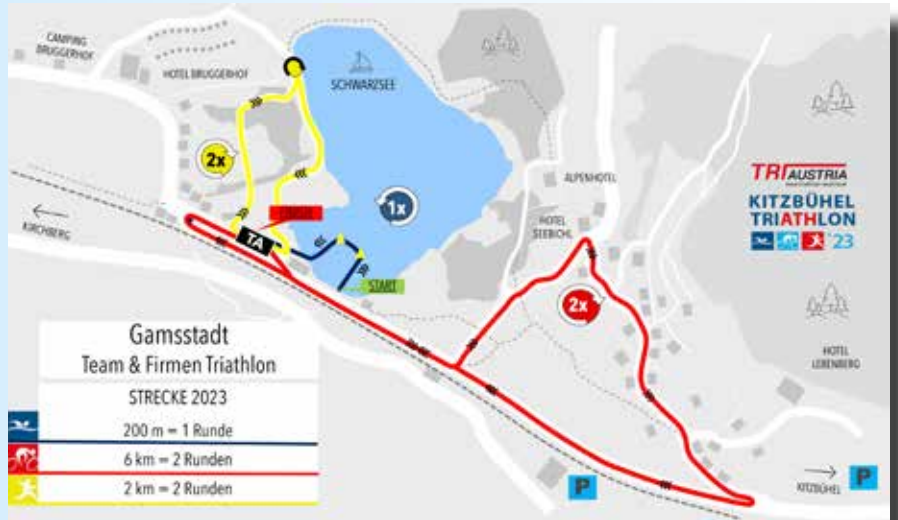 CAMPING
BRUGGERHOF
HOTEL BRUGGERHOF
SCHWARZSEE
2x
1x
ALPENHOTEL
HOTEL
SEEBICHL
TRI AUSTRIA
KITZBÜHEL
TRIATHLON
'23
KIRCHBERG
TA
START
2x
HOTEL
LEBENBERG
Gamsstadt
Team & Firmen Triathlon
STRECKE 2023
200 m = 1 Runde
6 km = 2 Runden
2 km = 2 Runden
P
KITZBÜHEL
P